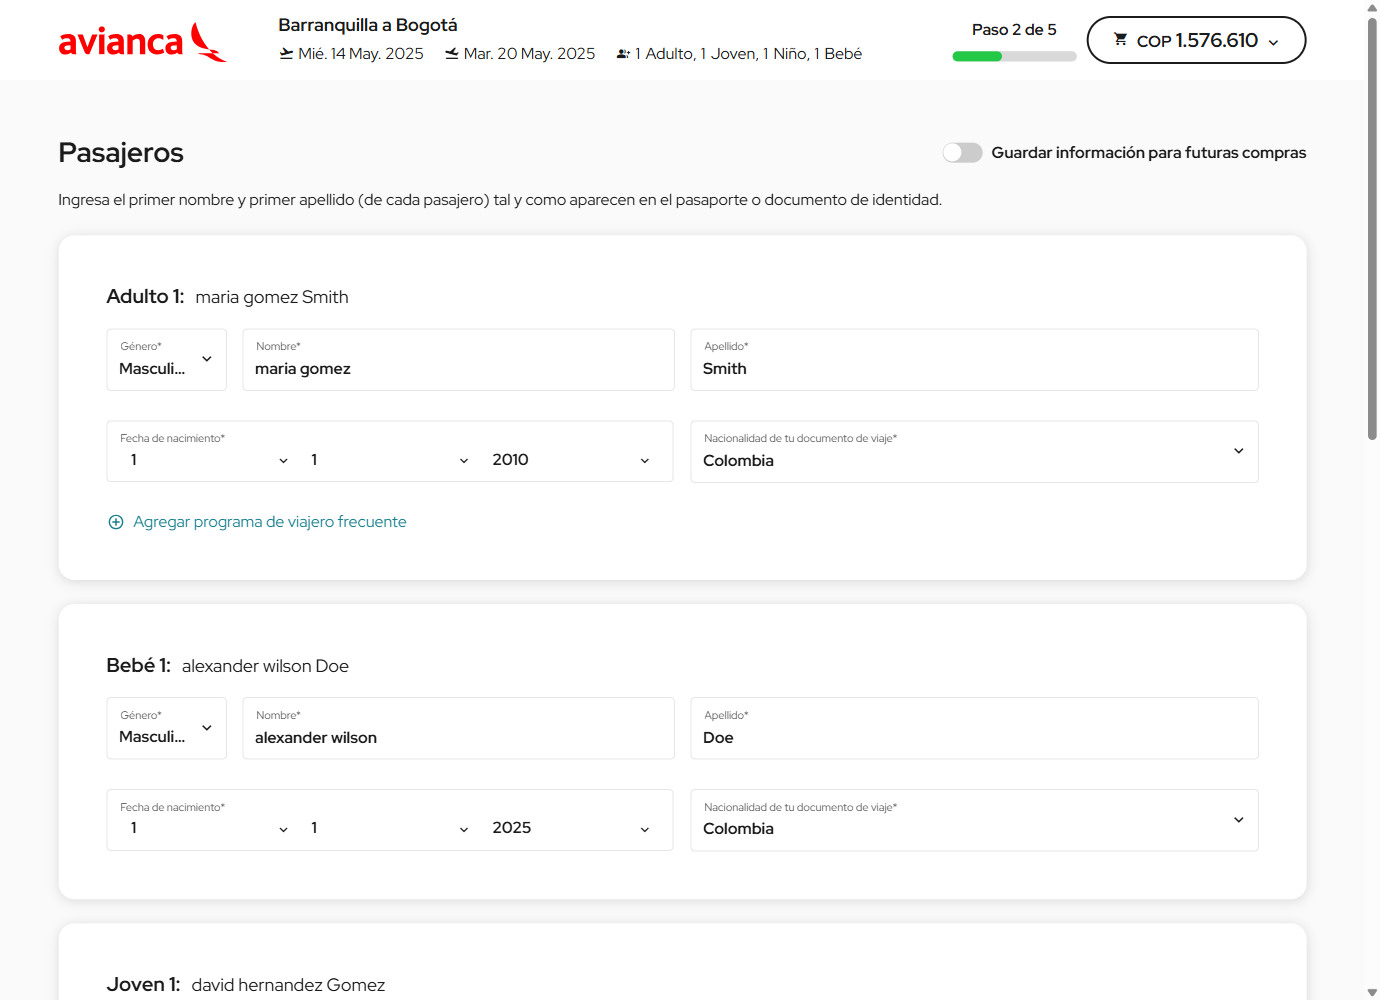 avianca
Barranquilla a Bogotá
Mié. 14 May. 2025 Mar. 20 May. 2025 1 Adulto, 1 Joven, 1 Niño, 1 Bebé
Paso 2 de 5
COP 1.576.610
Pasajeros
Guardar información para futuras compras
Ingresa el primer nombre y primer apellido (de cada pasajero) tal y como aparecen en el pasaporte o documento de identidad.
Adulto 1: maria gomez Smith
Género* Nombre* Apellido*
Masculi... maria gomez Smith
Fecha de nacimiento* Nacionalidad de tu documento de viaje*
1 1 2010 Colombia
Agregar programa de viajero frecuente
Bebé 1: alexander wilson Doe
Género* Nombre* Apellido*
Masculi... alexander wilson Doe
Fecha de nacimiento* Nacionalidad de tu documento de viaje*
1 1 2025 Colombia
Joven 1: david hernandez Gomez